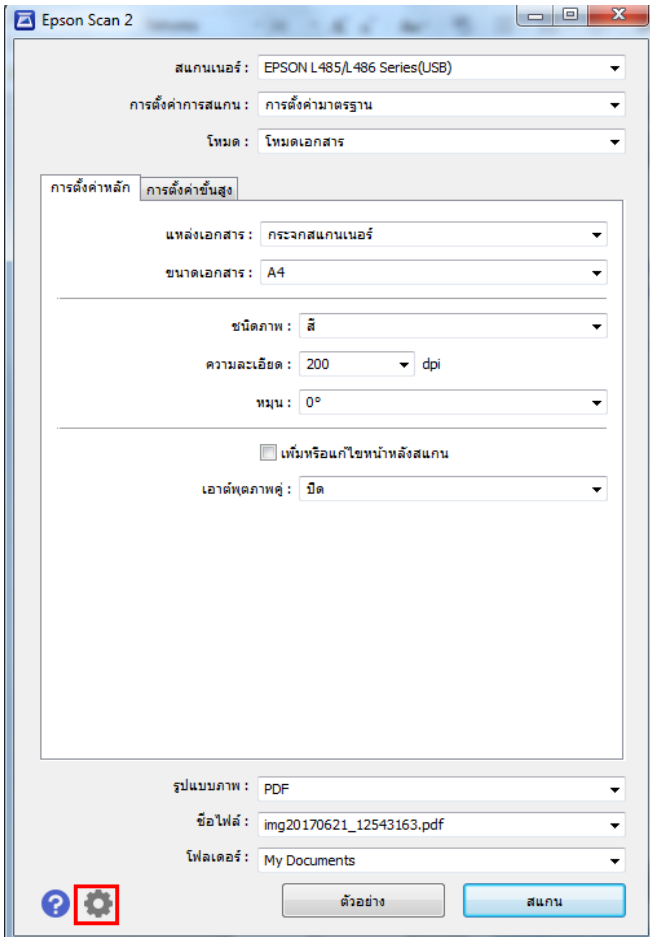 Epson Scan 2
สแกนเนอร์ : EPSON L485/L486 Series(USB)
การตั้งค่าการสแกน : การตั้งค่ามาตรฐาน
โหมด : โหมดเอกสาร
การตั้งค่าหลัก การตั้งค่าขั้นสูง
แหล่งเอกสาร : กระจกสแกนเนอร์
ขนาดเอกสาร : A4
ชนิดภาพ : สี
ความละเอียด : 200 dpi
หมุน : 0°
เพิ่มหรือแก้ไขหน้าหลังสแกน
เอาต์พุตภาพคู่ : ปิด
รูปแบบภาพ : PDF
ชื่อไฟล์ : img20170621_12543163.pdf
โฟลเดอร์ : My Documents
? ตัวอย่าง สแกน